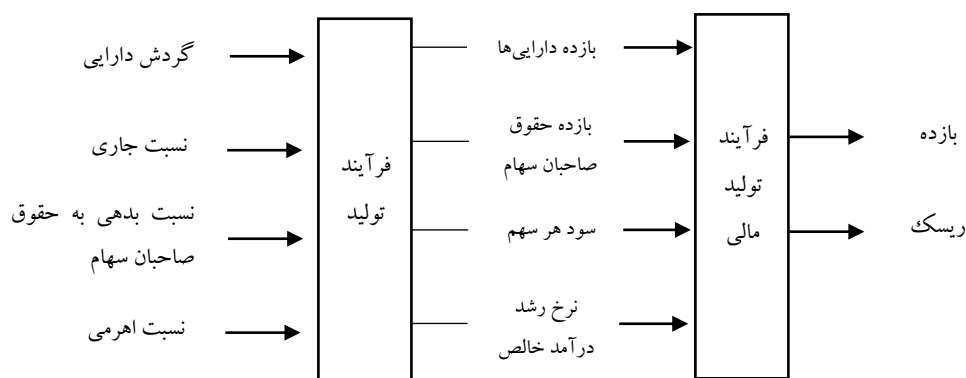 گردش دارایی
نسبت جاری
نسبت بدهی به حقوق
صاحبان سهام
نسبت اهرمی
فرآیند
تولید
بازده دارایی‌ها
بازده حقوق
صاحبان سهام
سود هر سهم
نرخ رشد
درآمد خالص
فرآیند
تولید
مالی
بازده
ریسک